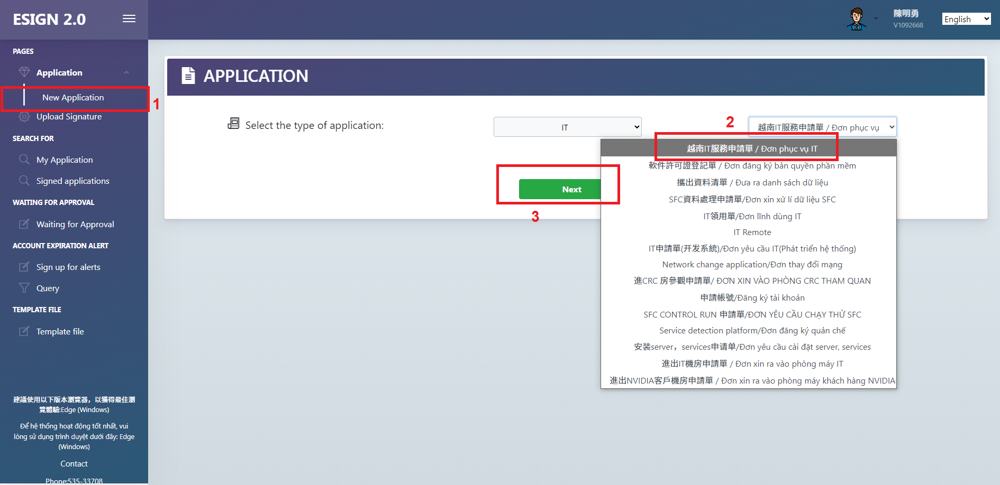 ESIGN 2.0
陳明勇
V1092668
English
PAGES
Application
New Application
1
Upload Signature
SEARCH FOR
My Application
Signed applications
WAITING FOR APPROVAL
Waiting for Approval
ACCOUNT EXPIRATION ALERT
Sign up for alerts
Query
TEMPLATE FILE
Template file
建議使用以下版本瀏覽器，以獲得最佳瀏
覽體驗:Edge (Windows)
Để hệ thống hoạt động tốt nhất, vui
lòng sử dụng trình duyệt dưới đây: Edge
(Windows)
Contact
Phone:535-33708
APPLICATION
Select the type of application:
IT
2
越南IT服務申請單 / Đơn phục vụ
越南IT服務申請單 / Đơn phục vụ IT
軟件許可證登記單 / Đơn đăng ký bản quyền phần mềm
攜出資料清單 / Đưa ra danh sách dữ liệu
SFC資料處理申請單/Đơn xin xử lí dữ liệu SFC
IT領用單/Đơn lĩnh dùng IT
IT Remote
IT申請單(开发系統)/Đơn yêu cầu IT(Phát triển hệ thống)
Network change application/Đơn thay đổi mạng
進CRC 房參觀申請單/ ĐƠN XIN VÀO PHÒNG CRC THAM QUAN
申請帳號/Đăng ký tài khoản
SFC CONTROL RUN 申請單/ĐƠN YÊU CẦU CHẠY THỬ SFC
Service detection platform/Đơn đăng ký quản chế
安装server，services申请单/Đơn yêu cầu cài đặt server, services
進出IT機房申請單 / Đơn xin ra vào phòng máy IT
進出NVIDIA客戶機房申請單 / Đơn xin ra vào phòng máy khách hàng NVIDIA
Next
3